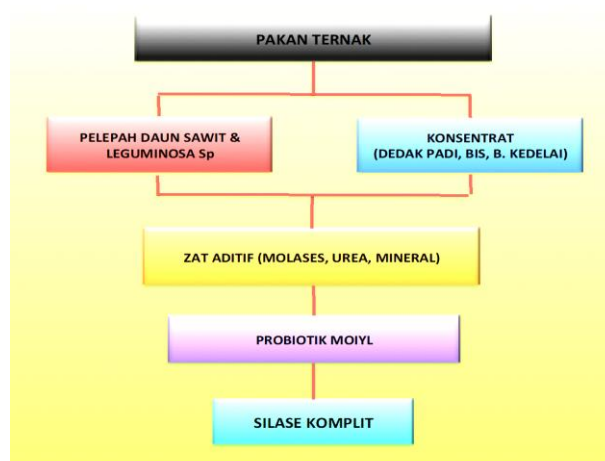 PAKAN TERNAK
PELEPAH DAUN SAWIT &
LEGUMINOSA Sp
KONSENTRAT
(DEDAK PADI, BIS, B. KEDELAI)
ZAT ADITIF (MOLASES, UREA, MINERAL)
PROBIOTIK MOIYL
SILASE KOMPLIT